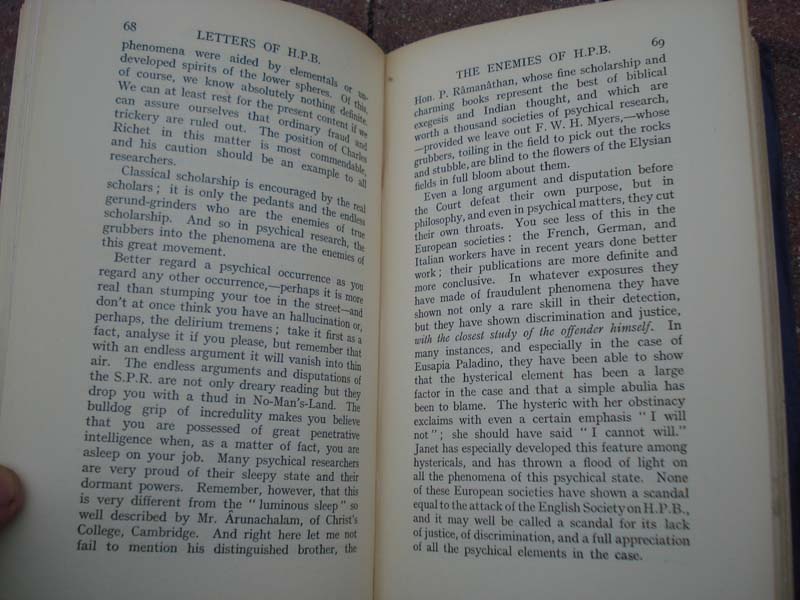 68
LETTERS OF H.P.B.
phenomena were aided by elementals or un-
developed spirits of the lower spheres. Of this,
of course, we know absolutely nothing definite.
We can at least rest for the present content if we
can assure ourselves that ordinary fraud and
trickery are ruled out. The position of Charles
Richet in this matter is most commendable,
and his caution should be an example to all
researchers.
Classical scholarship is encouraged by the real
scholars; it is only the pedants and the endless
gerund-grinders who are the enemies of true
scholarship. And so in psychical research, the
grubbers into the phenomena are the enemies of
this great movement.
Better regard a psychical occurrence as you
regard any other occurrence,—perhaps it is more
real than stumping your toe in the street—and
don't at once think you have an hallucination or,
perhaps, the delirium tremens; take it first as a
fact, analyse it if you please, but remember that
with an endless argument it will vanish into thin
air. The endless arguments and disputations of
the S.P.R. are not only dreary reading but they
drop you with a thud in No-Man's-Land. The
bulldog grip of incredulity makes you believe
that you are possessed of great penetrative
intelligence when, as a matter of fact, you are
asleep on your job. Many psychical researchers
are very proud of their sleepy state and their
dormant powers. Remember, however, that this
is very different from the "luminous sleep" so
well described by Mr. Ârunachalam, of Christ's
College, Cambridge. And right here let me not
fail to mention his distinguished brother, the
THE ENEMIES OF H.P.B.
69
Hon. P. Râmanâthan, whose fine scholarship and
charming books represent the best of biblical
exegesis and Indian thought, and which are
worth a thousand societies of psychical research,
—provided we leave out F. W. H. Myers,—whose
grubbers, toiling in the field to pick out the rocks
and stubble, are blind to the flowers of the Elysian
fields in full bloom about them.
Even a long argument and disputation before
the Court defeat their own purpose, but in
philosophy, and even in psychical matters, they cut
their own throats. You see less of this in the
European societies: the French, German, and
Italian workers have in recent years done better
work; their publications are more definite and
more conclusive. In whatever exposures they
have made of fraudulent phenomena they have
shown not only a rare skill in their detection,
but they have shown discrimination and justice,
with the closest study of the offender himself. In
many instances, and especially in the case of
Eusapia Paladino, they have been able to show
that the hysterical element has been a large
factor in the case and that a simple abulia has
been to blame. The hysteric with her obstinacy
exclaims with even a certain emphasis "I will
not"; she should have said "I cannot will."
Janet has especially developed this feature among
hystericals, and has thrown a flood of light on
all the phenomena of this psychical state. None
of these European societies have shown a scandal
equal to the attack of the English Society on H.P.B.,
and it may well be called a scandal for its lack
of justice, of discrimination, and a full appreciation
of all the psychical elements in the case.